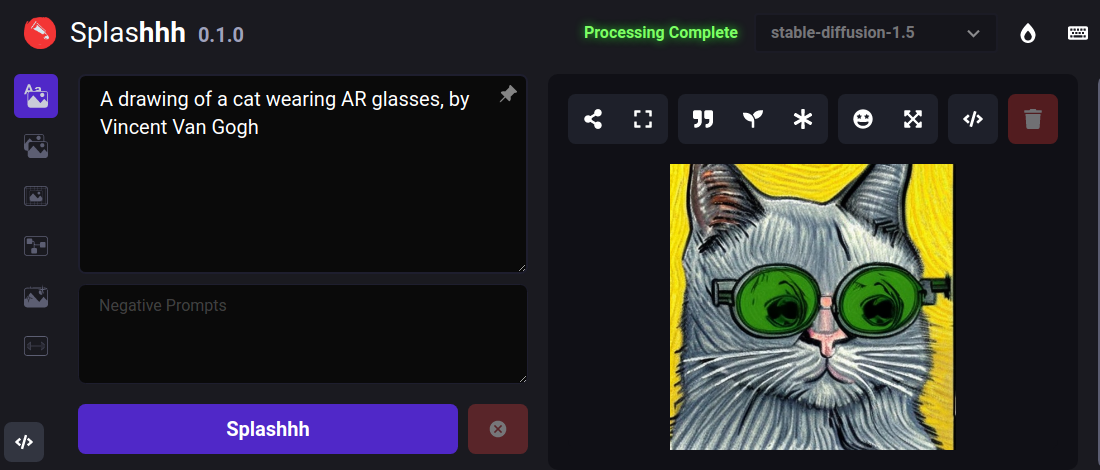 Splashhh 0.1.0
Processing Complete
stable-diffusion-1.5
Aa
A drawing of a cat wearing AR glasses, by
Vincent Van Gogh
Negative Prompts
Splashhh